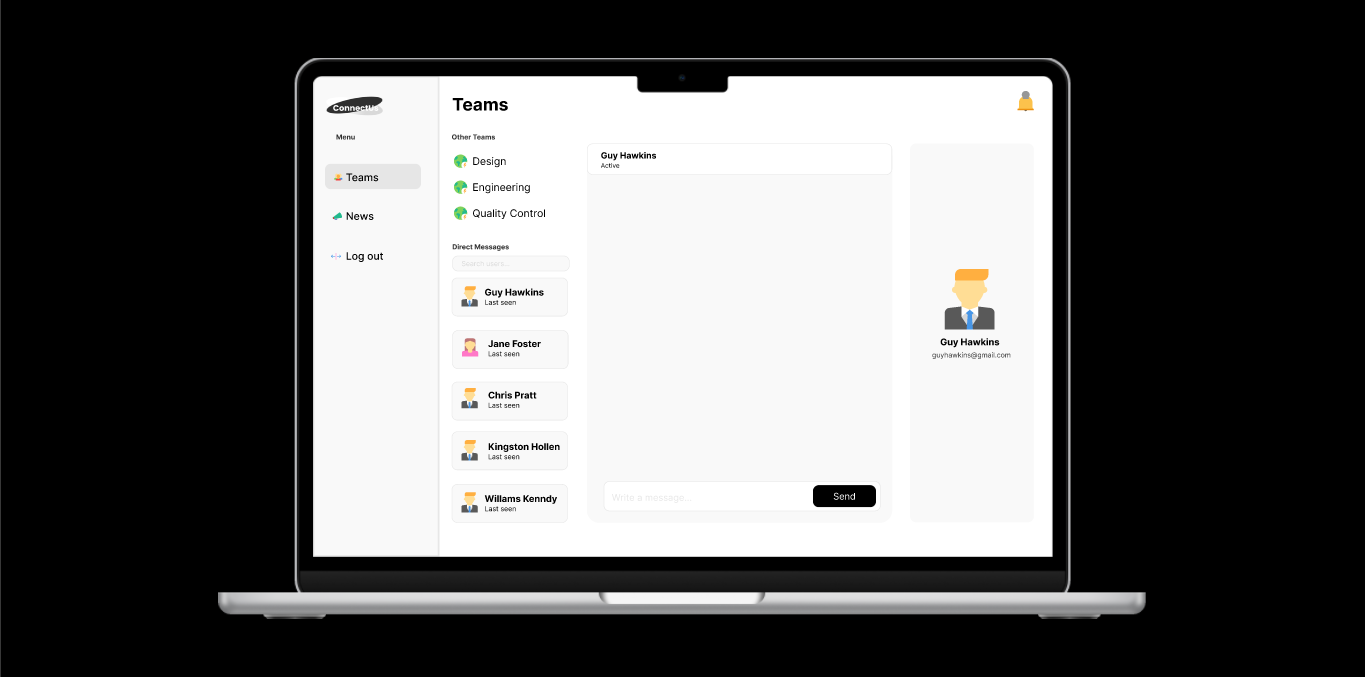 ConnectUs
Menu
Teams
News
Log out
Teams
Other Teams
Design
Engineering
Quality Control
Direct Messages
Search users...
Guy Hawkins
Last seen
Jane Foster
Last seen
Chris Pratt
Last seen
Kingston Hollen
Last seen
Willams Kenndy
Last seen
Guy Hawkins
Active
Write a message...
Send
Guy Hawkins
guyhawkins@gmail.com